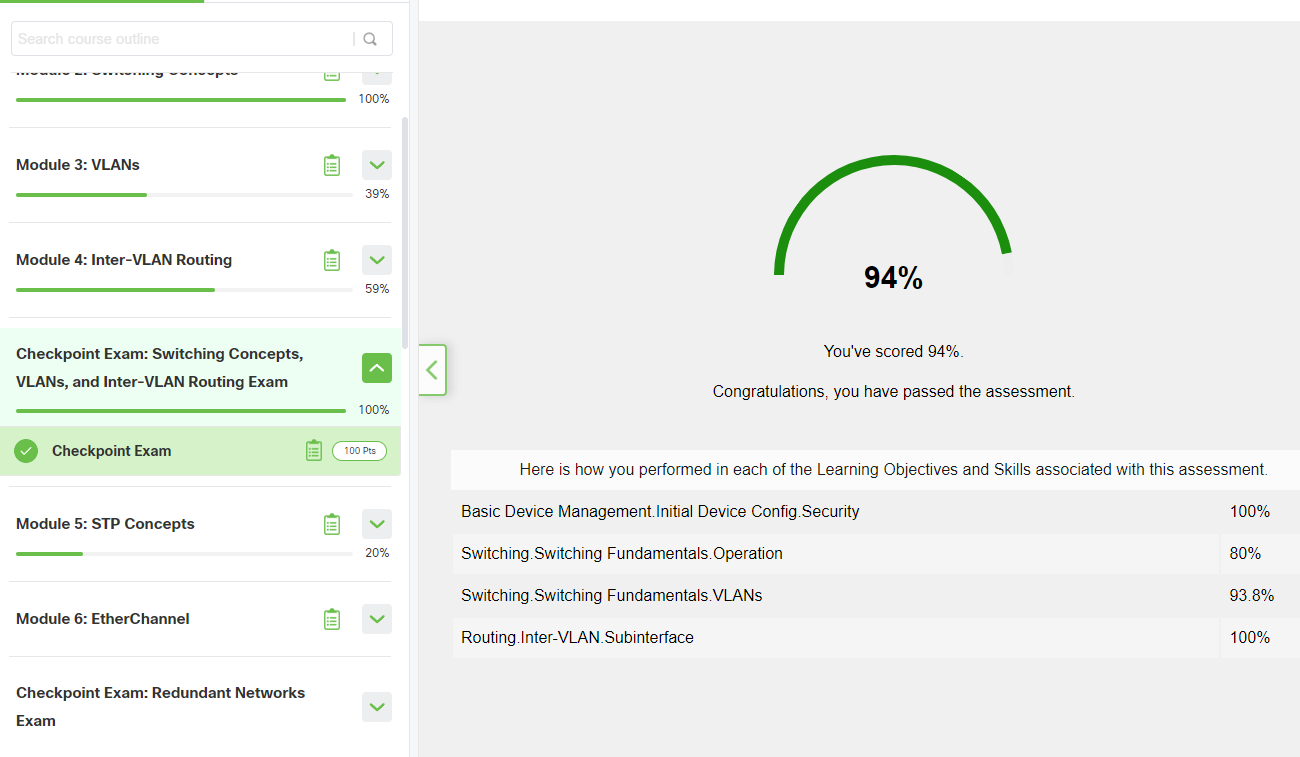 Search course outline
Module 2: Switching Concepts
100%
Module 3: VLANs
39%
Module 4: Inter-VLAN Routing
59%
Checkpoint Exam: Switching Concepts,
VLANs, and Inter-VLAN Routing Exam
100%
Checkpoint Exam
100 Pts
Module 5: STP Concepts
20%
Module 6: EtherChannel
Checkpoint Exam: Redundant Networks
Exam
94%
You've scored 94%.
Congratulations, you have passed the assessment.
Here is how you performed in each of the Learning Objectives and Skills associated with this assessment.
Basic Device Management.Initial Device Config.Security 100%
Switching.Switching Fundamentals.Operation 80%
Switching.Switching Fundamentals.VLANs 93.8%
Routing.Inter-VLAN.Subinterface 100%